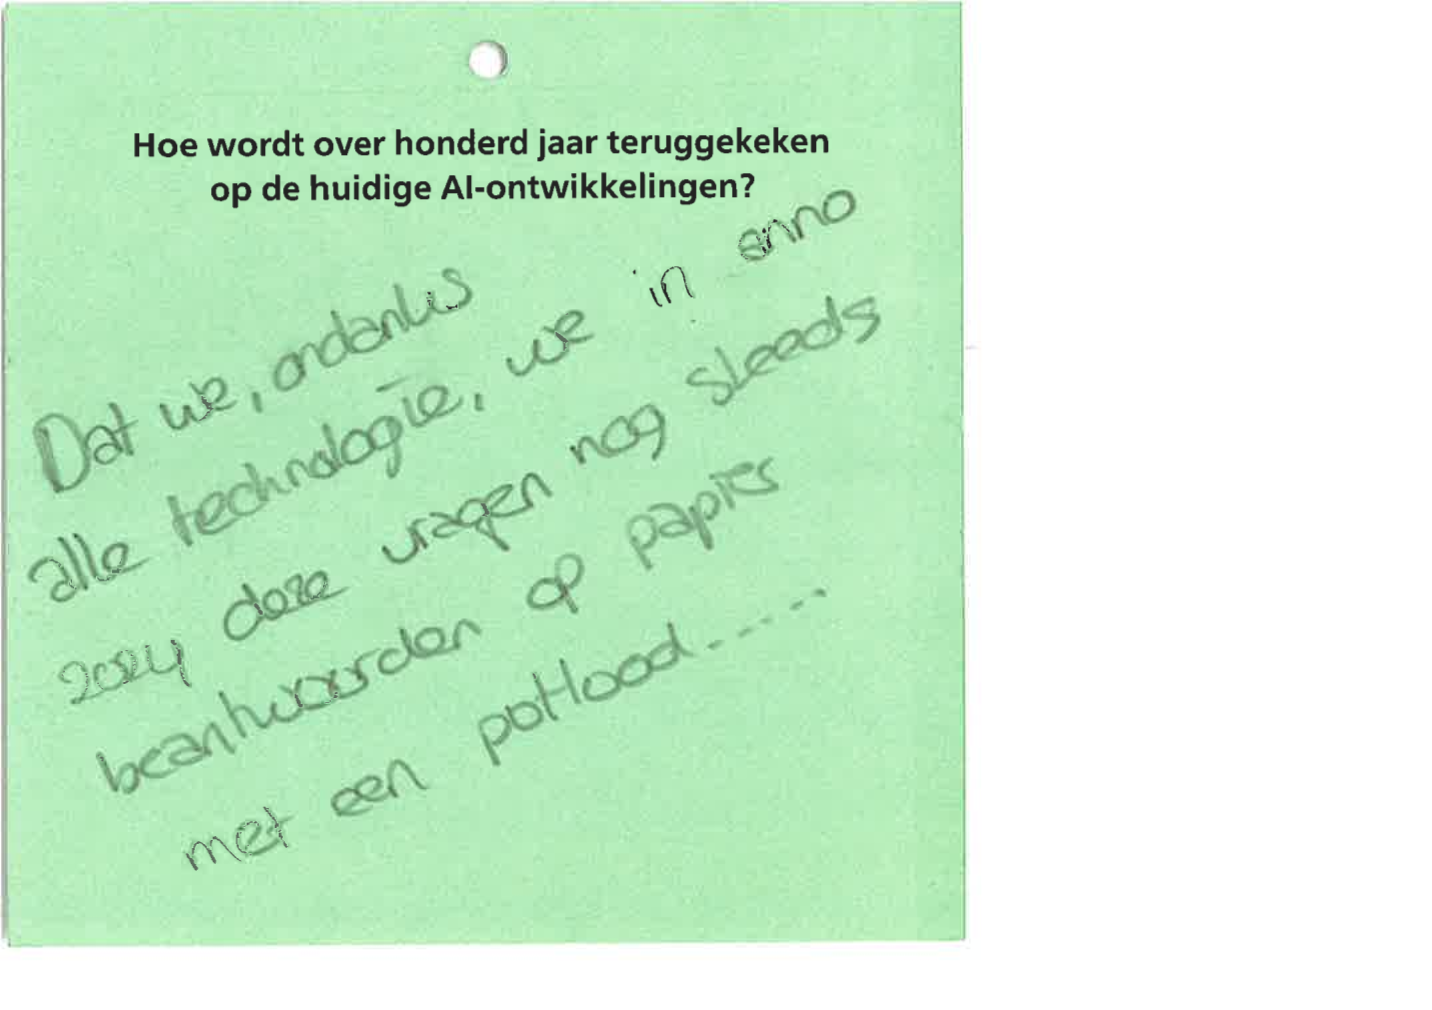 Hoe wordt over honderd jaar teruggekeken
op de huidige AI-ontwikkelingen?
Dat we, ondanks
alle technologie, we in anno
2024 deze vragen nog steeds
beantwoorden op papier
met een potlood.....